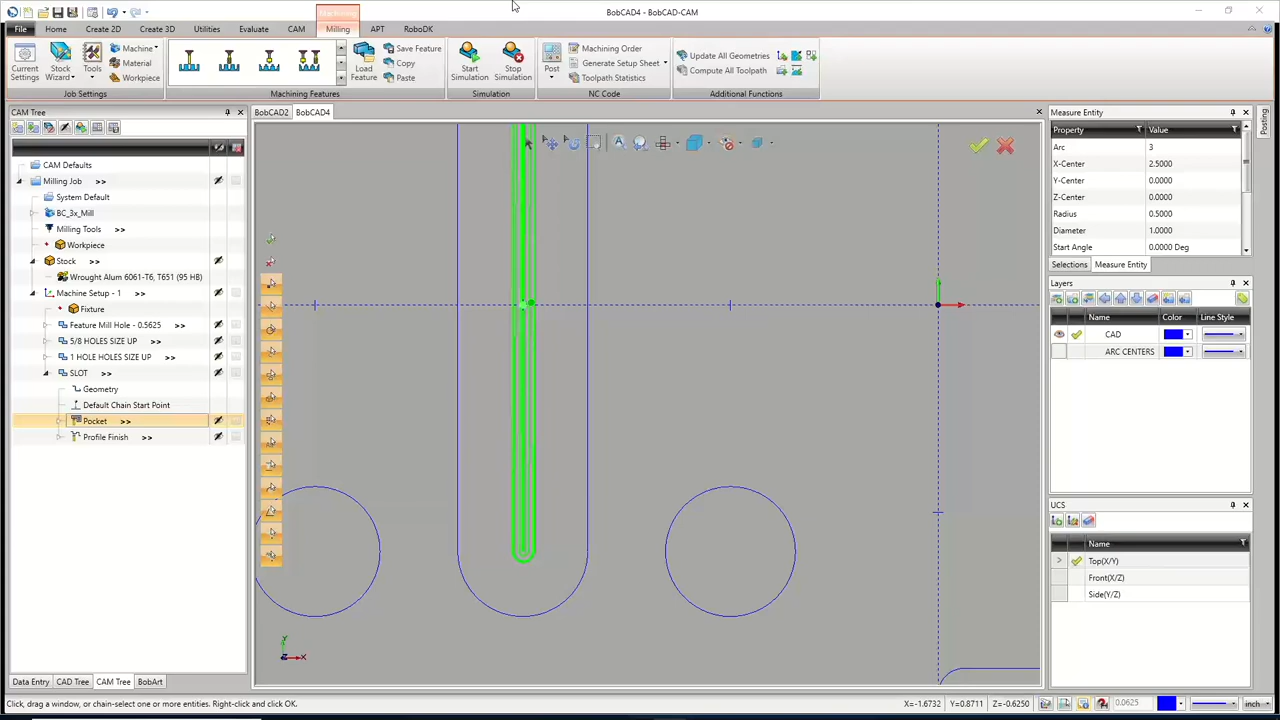 BobCAD4 - BobCAD-CAM
Machining
File Home Create 2D Create 3D Utilities Evaluate CAM Milling APT RobotDK
Current Settings
Stock Wizard
Tools
Machine
Material
Workpiece
Job Settings
Load Feature
Save Feature
Copy
Paste
Machining Features
Start Simulation
Stop Simulation
Simulation
Post
Machining Order
Generate Setup Sheet
Toolpath Statistics
NC Code
Update All Geometries
Compute All Toolpath
Additional Functions
CAM Tree
BobCAD2 BobCAD4
CAM Defaults
Milling Job >>
System Default
BC_3x_Mill
Milling Tools >>
Workpiece
Stock >>
Wrought Alum 6061-T6, T651 (95 HB)
Machine Setup - 1 >>
Fixture
Feature Mill Hole - 0.5625 >>
5/8 HOLES SIZE UP >>
1 HOLE HOLES SIZE UP >>
SLOT >>
Geometry
Default Chain Start Point
Pocket >>
Profile Finish >>
Data Entry CAD Tree CAM Tree BobArt
Y
X
Z
Measure Entity
Property Value
Arc 3
X-Center 2.5000
Y-Center 0.0000
Z-Center 0.0000
Radius 0.5000
Diameter 1.0000
Start Angle 0.0000 Deg
Selections Measure Entity
Posting
Layers
Name Color Line Style
CAD
ARC CENTERS
UCS
Name
Top(X/Y)
Front(X/Z)
Side(Y/Z)
Click, drag a window, or chain-select one or more entities. Right-click and click OK.
X=-1.6732 Y=0.8711 Z=-0.6250
0.0625
inch